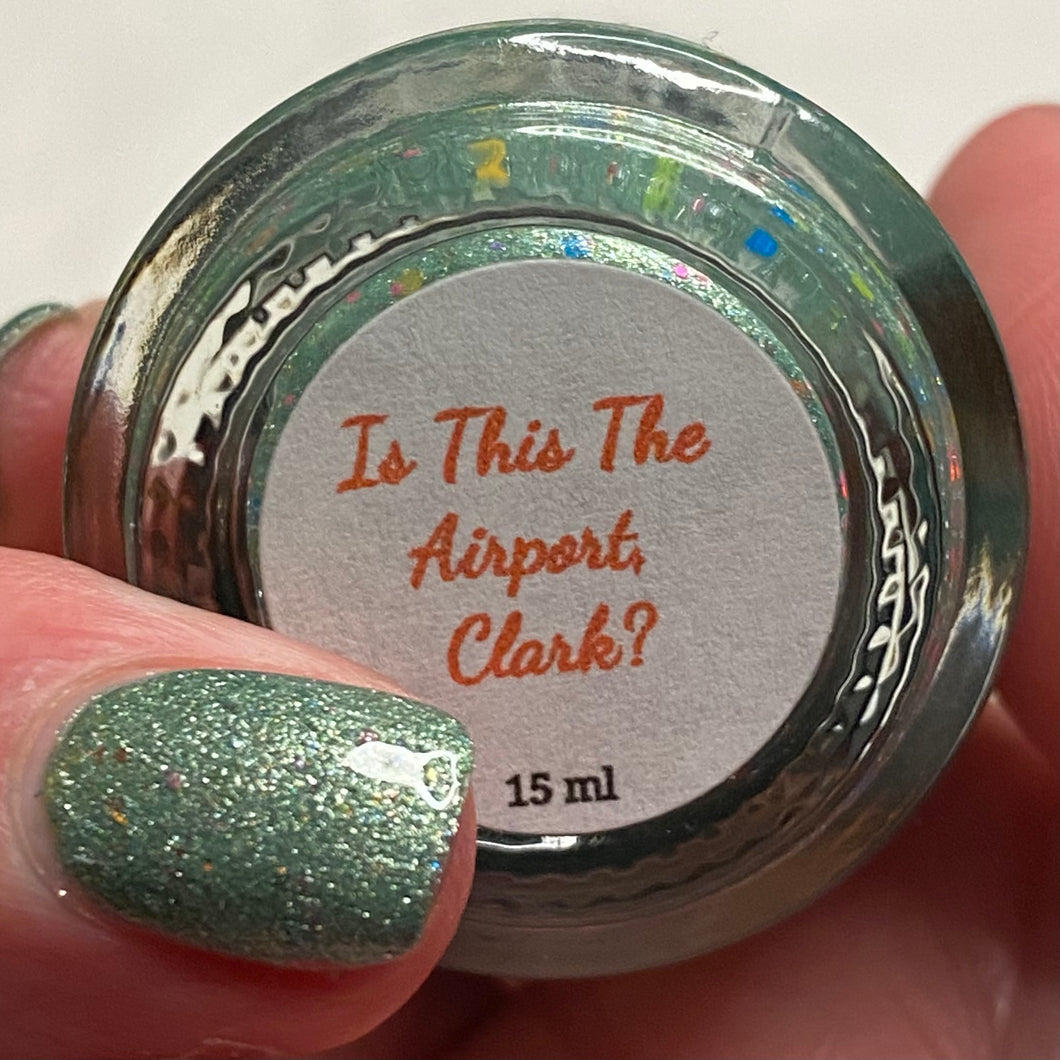 Is This The
Airport,
Clark?
15 ml